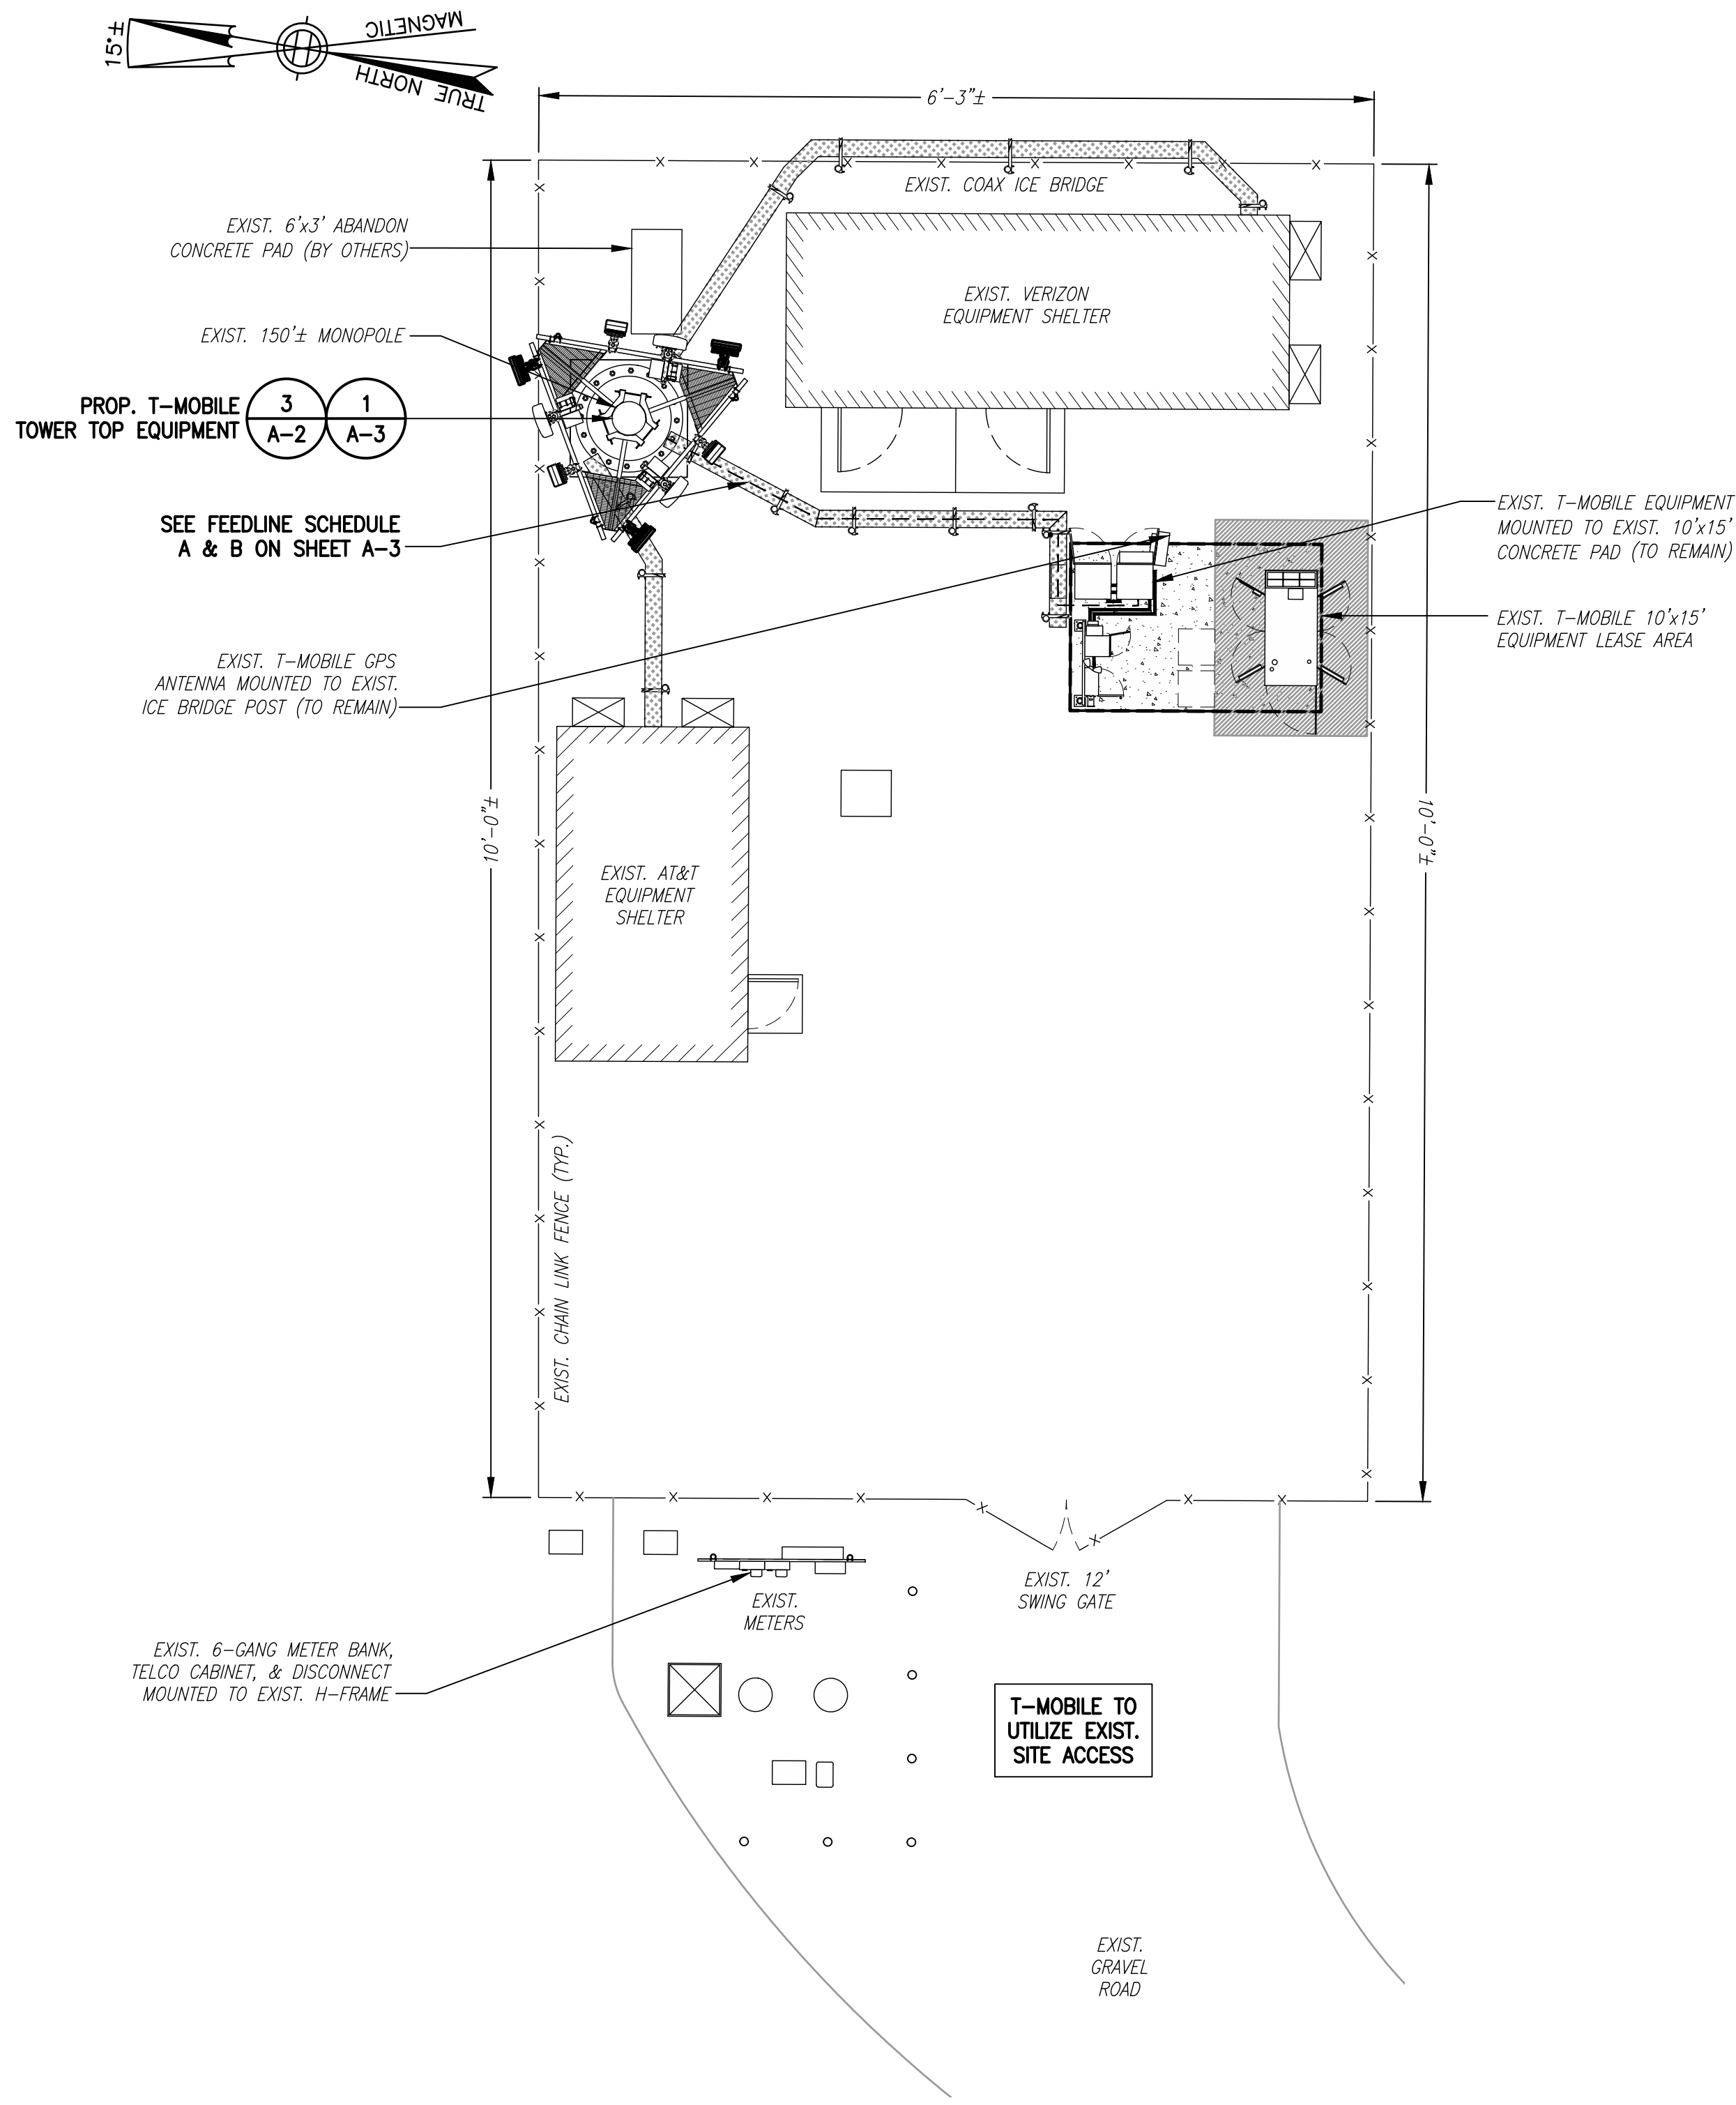 15°±
MAGNETIC
TRUE NORTH
6'-3"±
EXIST. COAX ICE BRIDGE
EXIST. 6'x3' ABANDON
CONCRETE PAD (BY OTHERS)
EXIST. VERIZON
EQUIPMENT SHELTER
EXIST. 150'± MONOPOLE
PROP. T-MOBILE
TOWER TOP EQUIPMENT
3
A-2
1
A-3
SEE FEEDLINE SCHEDULE
A & B ON SHEET A-3
EXIST. T-MOBILE EQUIPMENT
MOUNTED TO EXIST. 10'x15'
CONCRETE PAD (TO REMAIN)
EXIST. T-MOBILE 10'x15'
EQUIPMENT LEASE AREA
EXIST. T-MOBILE GPS
ANTENNA MOUNTED TO EXIST.
ICE BRIDGE POST (TO REMAIN)
10'-0"±
10'-0"±
EXIST. AT&T
EQUIPMENT
SHELTER
EXIST. CHAIN LINK FENCE (TYP.)
EXIST.
METERS
EXIST. 12'
SWING GATE
EXIST. 6-GANG METER BANK,
TELCO CABINET, & DISCONNECT
MOUNTED TO EXIST. H-FRAME
T-MOBILE TO
UTILIZE EXIST.
SITE ACCESS
EXIST.
GRAVEL
ROAD